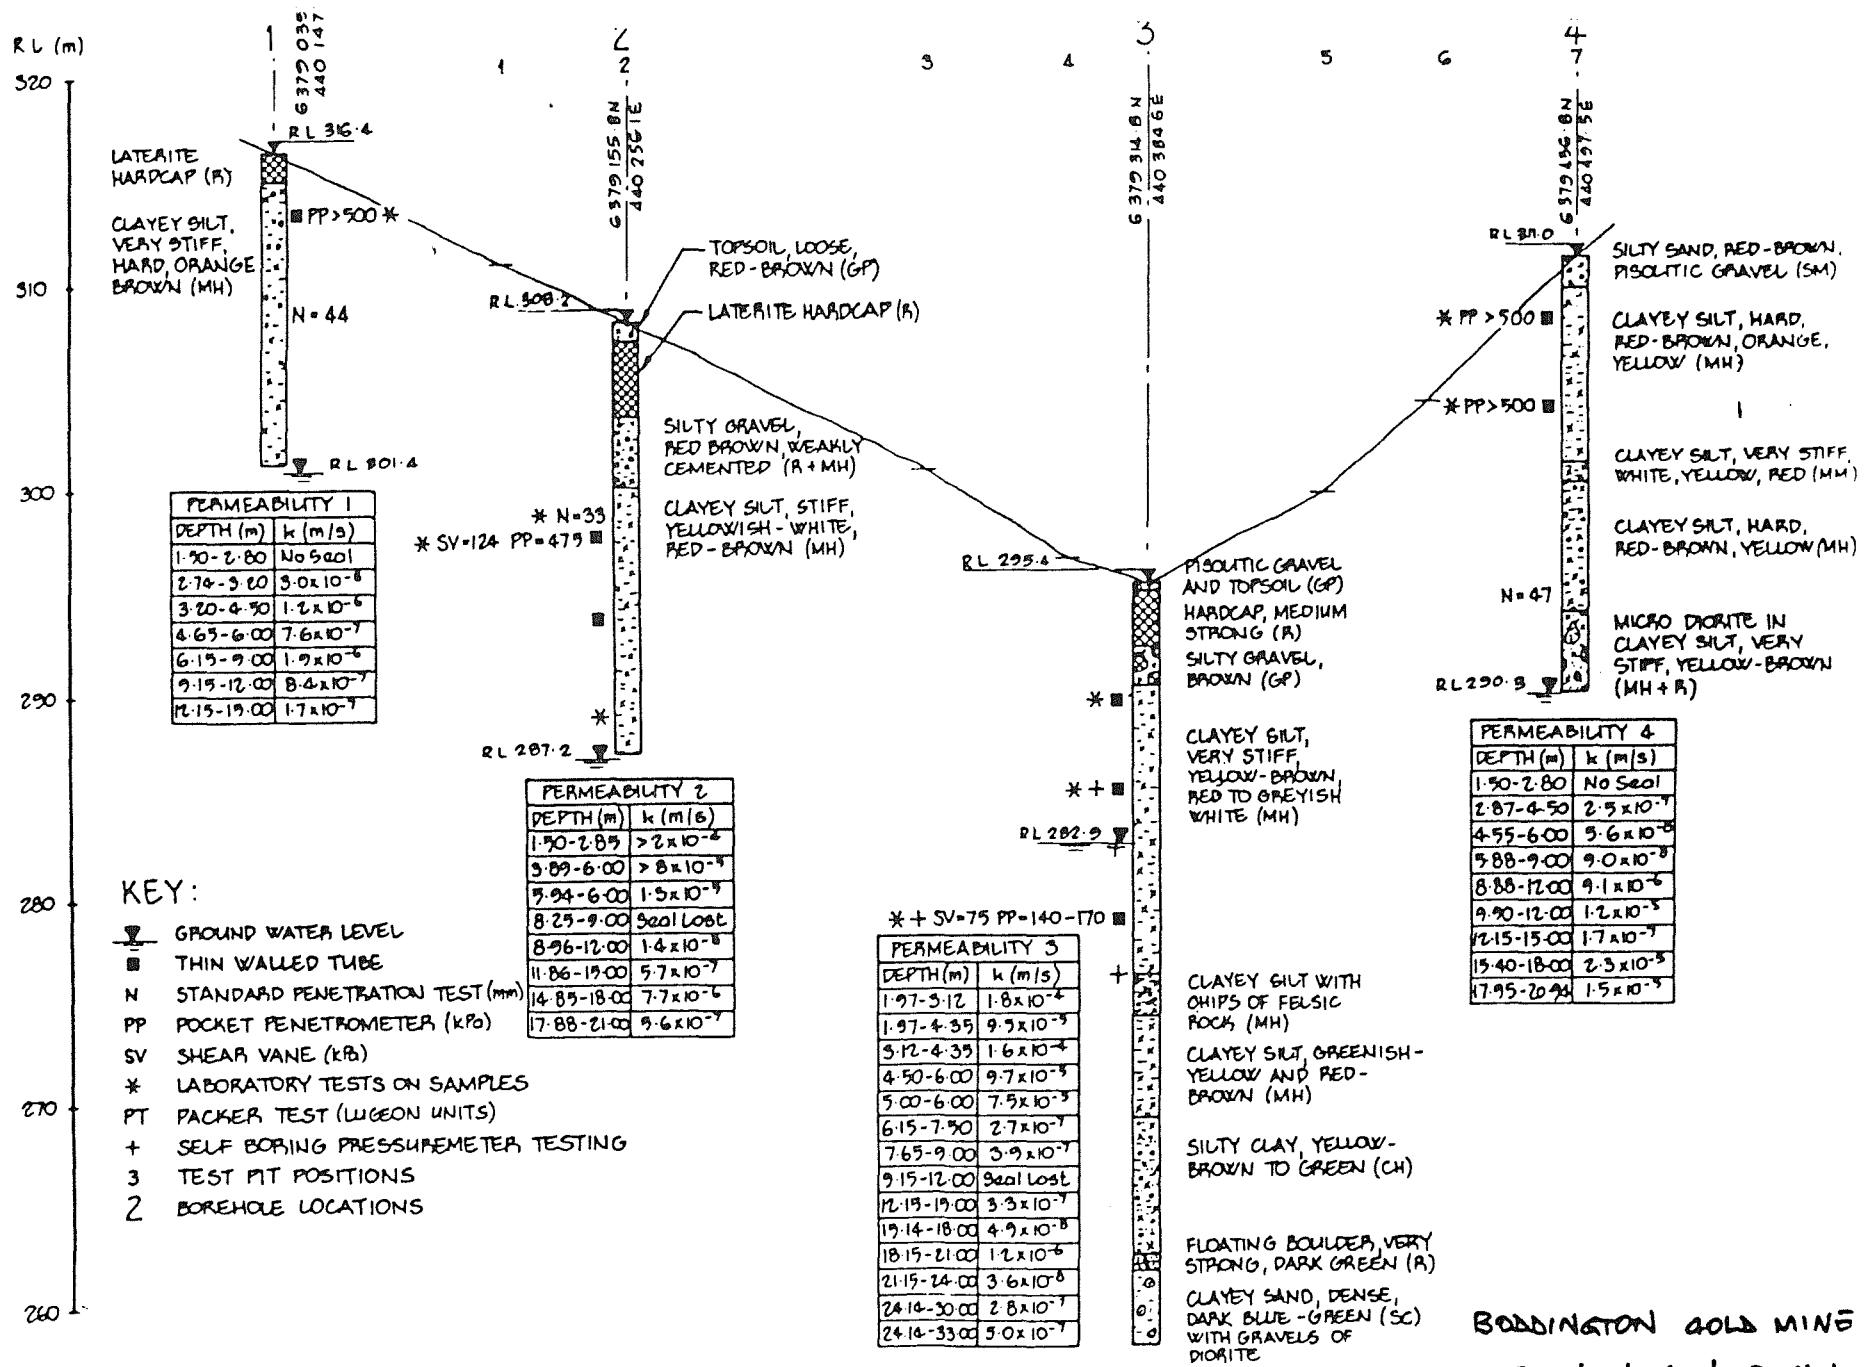 RL (m)
320
310
300
290
280
270
260
1
6379 035
440 147
RL 316.4
LATERITE
HARDCAP (R)
CLAYEY SILT,
VERY STIFF,
HARD, ORANGE
BROWN (MH)
PP>500 *
N=44
RL 301.4
PERMEABILITY 1
DEPTH (m) k (m/s)
1.50-2.80 No Seal
2.74-3.20 3.0x10-8
3.20-4.50 1.2x10-6
4.65-6.00 7.6x10-7
6.15-9.00 1.9x10-6
9.15-12.00 8.4x10-7
12.15-15.00 1.7x10-7
1
2
2
6379 155.8N
440 256 1E
RL 308.2
TOPSOIL, LOOSE,
RED-BROWN (GP)
LATERITE HARDCAP (R)
SILTY GRAVEL,
RED BROWN, WEAKLY
CEMENTED (R+MH)
* N=33
* SV=124 PP=475
CLAYEY SILT, STIFF,
YELLOWISH-WHITE,
RED-BROWN (MH)
*
RL 287.2
PERMEABILITY 2
DEPTH (m) k (m/s)
1.50-2.85 >2x10-4
3.89-6.00 >8x10-5
5.94-6.00 1.3x10-5
8.25-9.00 Seal Lost
8.96-12.00 1.4x10-8
11.86-15.00 5.7x10-7
14.85-18.00 7.7x10-6
17.88-21.00 5.6x10-7
3
4
3
6379 314.8N
440 384 6E
RL 295.4
PISOLITIC GRAVEL
AND TOPSOIL (GP)
HARDCAP, MEDIUM
STRONG (R)
SILTY GRAVEL,
BROWN (GP)
*
CLAYEY SILT,
VERY STIFF,
YELLOW-BROWN,
RED TO GREYISH
WHITE (MH)
* +
RL 282.9
+
* + SV=75 PP=140-170
+
CLAYEY SILT WITH
CHIPS OF FELSIC
ROCK (MH)
CLAYEY SILT, GREENISH-
YELLOW AND RED-
BROWN (MH)
SILTY CLAY, YELLOW-
BROWN TO GREEN (CH)
FLOATING BOULDER, VERY
STRONG, DARK GREEN (R)
CLAYEY SAND, DENSE,
DARK BLUE-GREEN (SC)
WITH GRAVELS OF
DIORITE
PERMEABILITY 3
DEPTH (m) k (m/s)
1.97-3.12 1.8x10-4
1.97-4.35 9.5x10-5
3.12-4.35 1.6x10-4
4.50-6.00 9.7x10-5
5.00-6.00 7.5x10-5
6.15-7.50 2.7x10-7
7.65-9.00 3.9x10-7
9.15-12.00 Seal Lost
12.15-15.00 3.3x10-7
15.14-18.00 4.9x10-8
18.15-21.00 1.2x10-6
21.15-24.00 3.6x10-8
24.14-30.00 2.8x10-7
24.14-33.00 5.0x10-7
5
6
4
7
6379 456.8N
440 497 5E
RL 311.0
SILTY SAND, RED-BROWN,
PISOLITIC GRAVEL (SM)
* PP>500
CLAYEY SILT, HARD,
RED-BROWN, ORANGE,
YELLOW (MH)
* PP>500
CLAYEY SILT, VERY STIFF,
WHITE, YELLOW, RED (MM)
CLAYEY SILT, HARD,
RED-BROWN, YELLOW (MH)
N=47
MICRO DIORITE IN
CLAYEY SILT, VERY
STIFF, YELLOW-BROWN
(MH+R)
RL 290.3
PERMEABILITY 4
DEPTH (m) k (m/s)
1.50-2.80 No Seal
2.87-4.50 2.5x10-7
4.55-6.00 5.6x10-8
5.88-9.00 9.0x10-8
8.88-12.00 9.1x10-6
9.90-12.00 1.2x10-5
12.15-15.00 1.7x10-7
15.40-18.00 2.3x10-5
17.95-20.94 1.5x10-5
KEY:
GROUND WATER LEVEL
THIN WALLED TUBE
N STANDARD PENETRATION TEST (mm)
PP POCKET PENETROMETER (kPa)
SV SHEAR VANE (kPa)
* LABORATORY TESTS ON SAMPLES
PT PACKER TEST (LUGEON UNITS)
+ SELF BORING PRESSUREMETER TESTING
3 TEST PIT POSITIONS
2 BOREHOLE LOCATIONS
BODDINGTON GOLD MINE